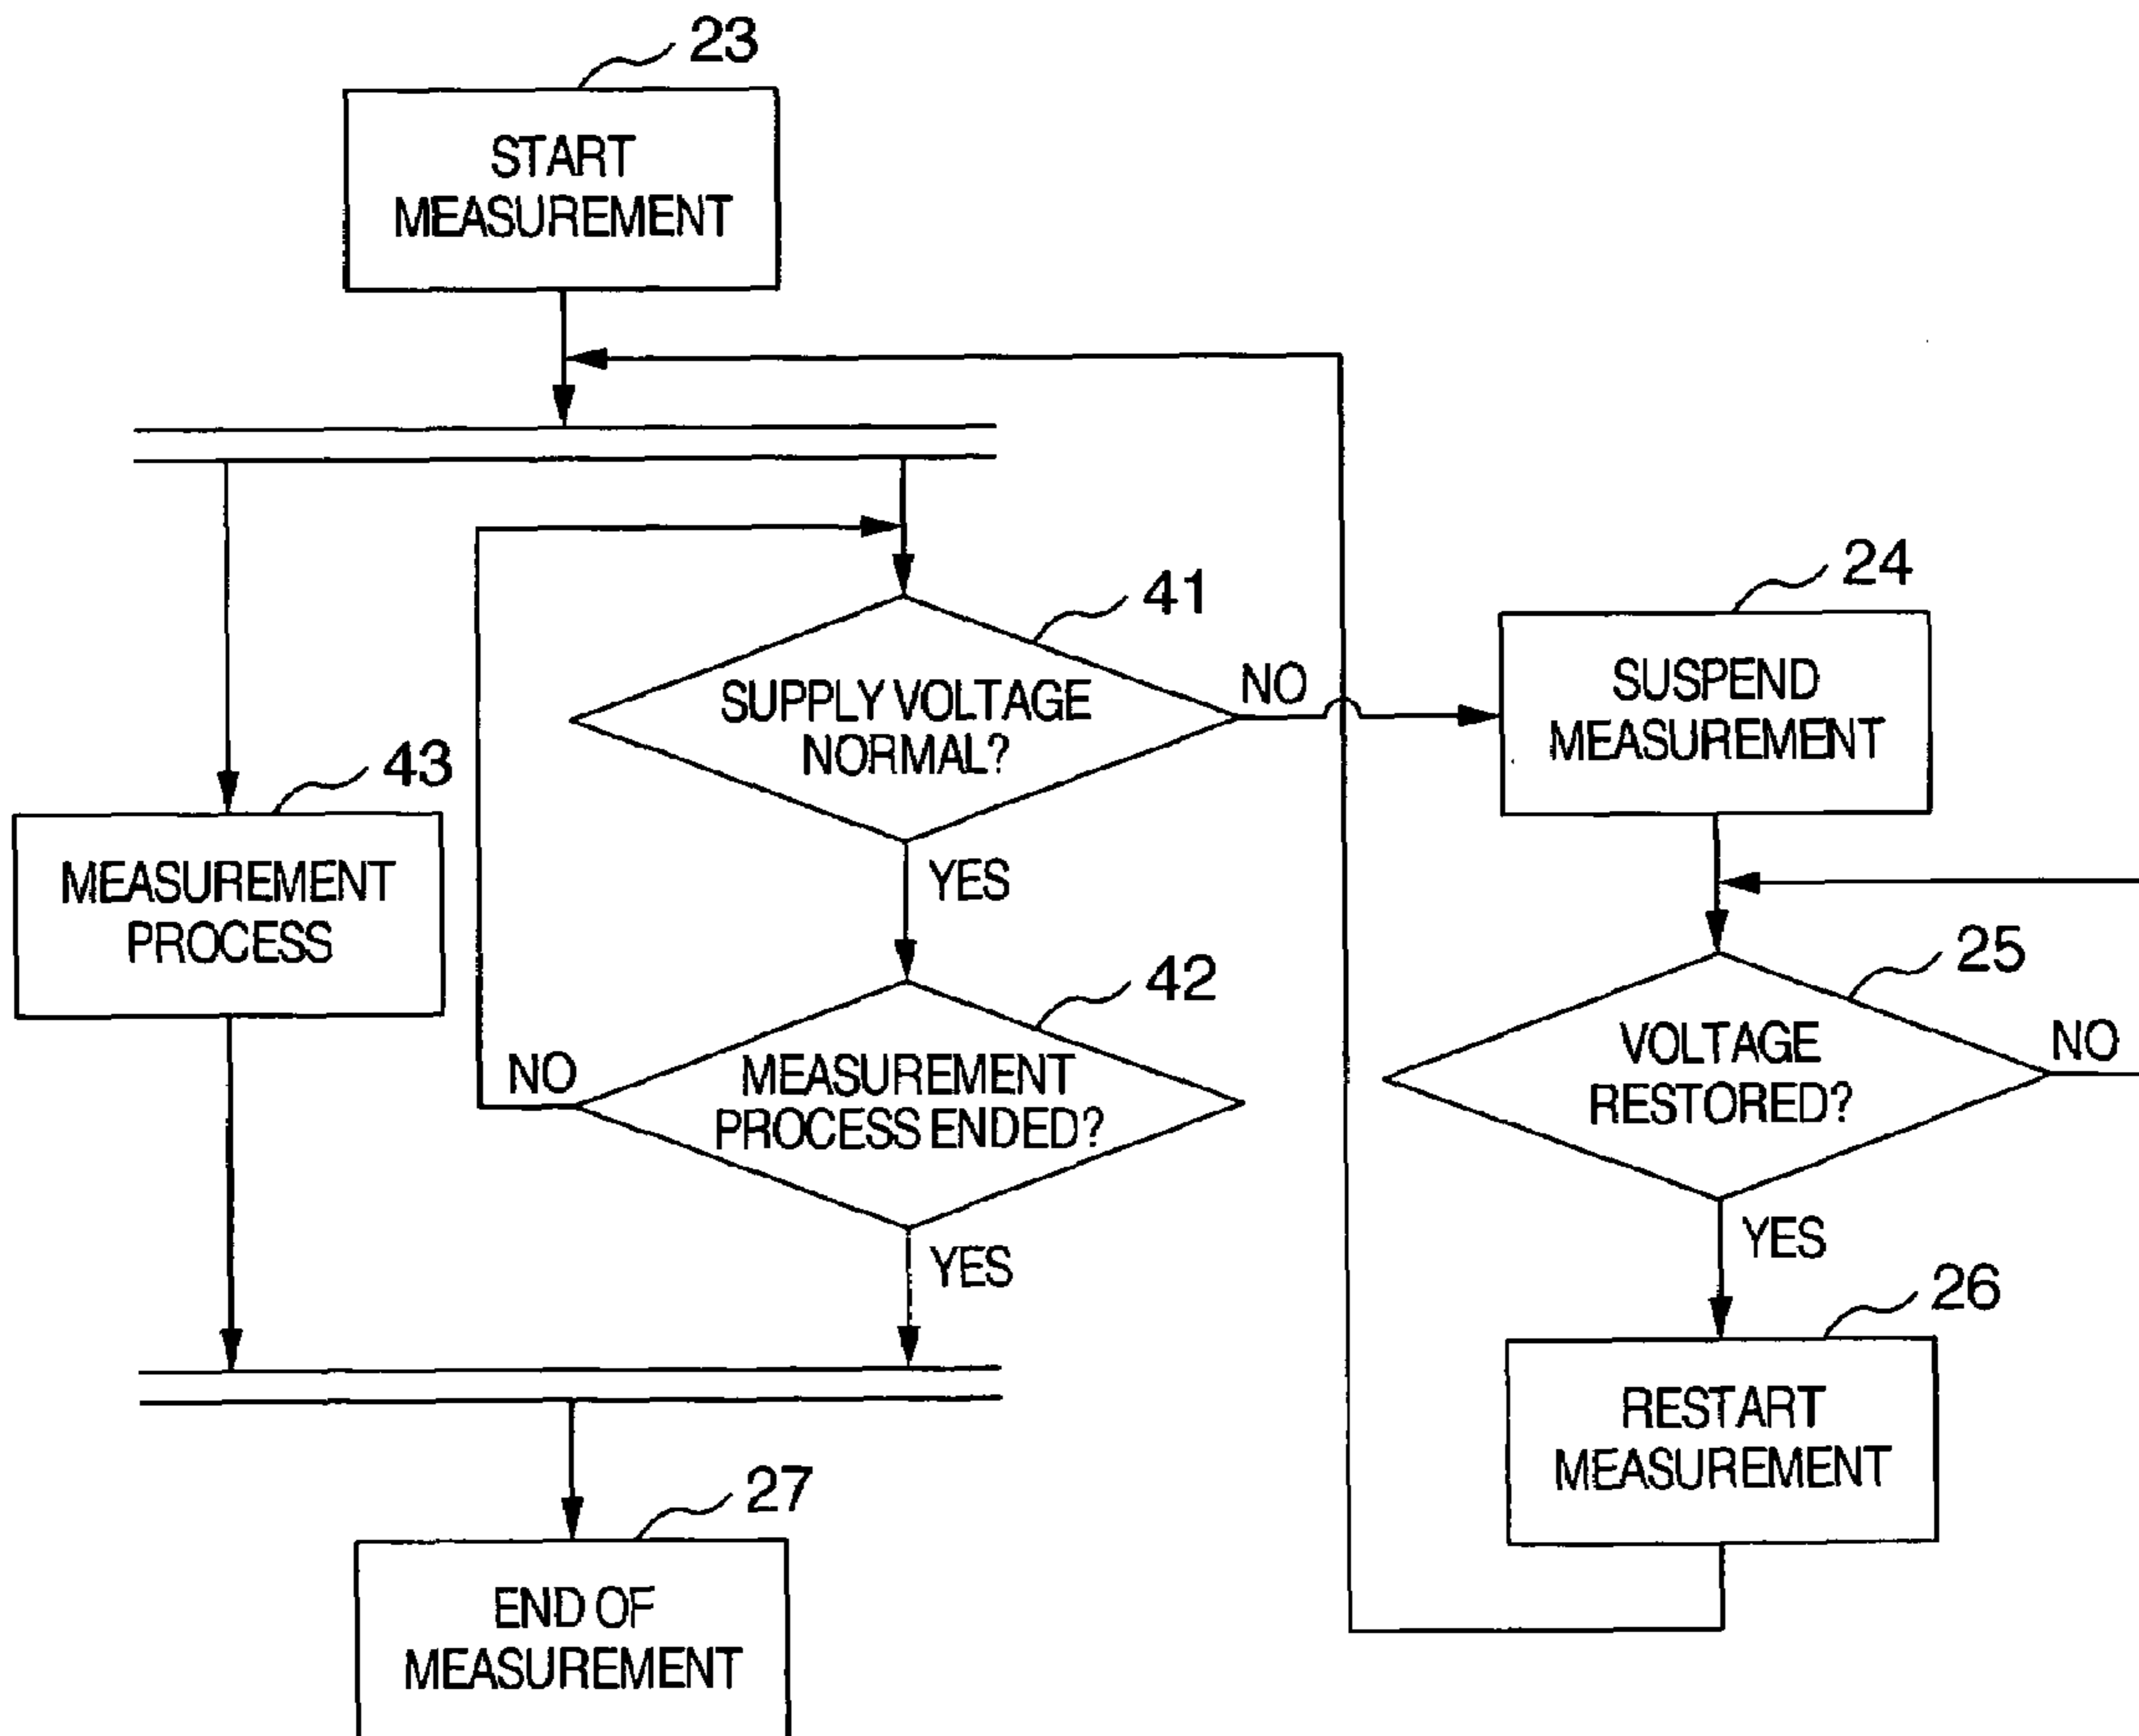 23
START
MEASUREMENT
41
SUPPLY VOLTAGE
NORMAL?
NO
YES
24
SUSPEND
MEASUREMENT
43
MEASUREMENT
PROCESS
42
MEASUREMENT
PROCESS ENDED?
NO
YES
25
VOLTAGE
RESTORED?
NO
YES
26
RESTART
MEASUREMENT
27
END OF
MEASUREMENT